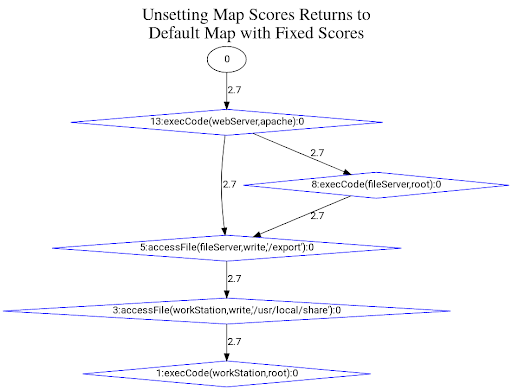 Unsetting Map Scores Returns to
Default Map with Fixed Scores
0
2.7
13:execCode(webServer,apache):0
2.7
2.7
8:execCode(fileServer,root):0
2.7
5:accessFile(fileServer,write,'/export'):0
2.7
3:accessFile(workStation,write,'/usr/local/share'):0
2.7
1:execCode(workStation,root):0